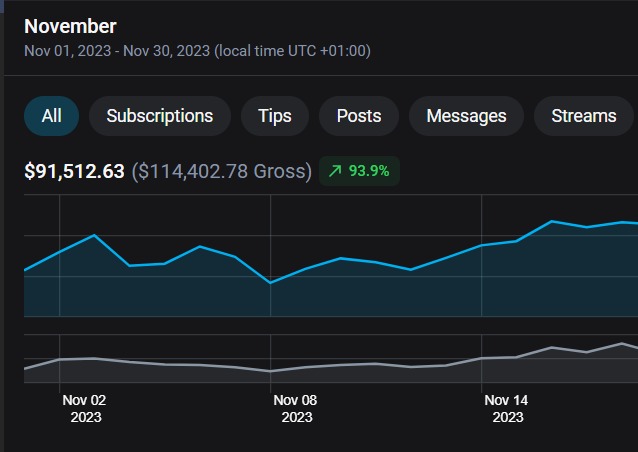 November
Nov 01, 2023 - Nov 30, 2023 (local time UTC +01:00)
All Subscriptions Tips Posts Messages Streams
$91,512.63 ($114,402.78 Gross) 93.9%
Nov 02 Nov 08 Nov 14
2023 2023 2023